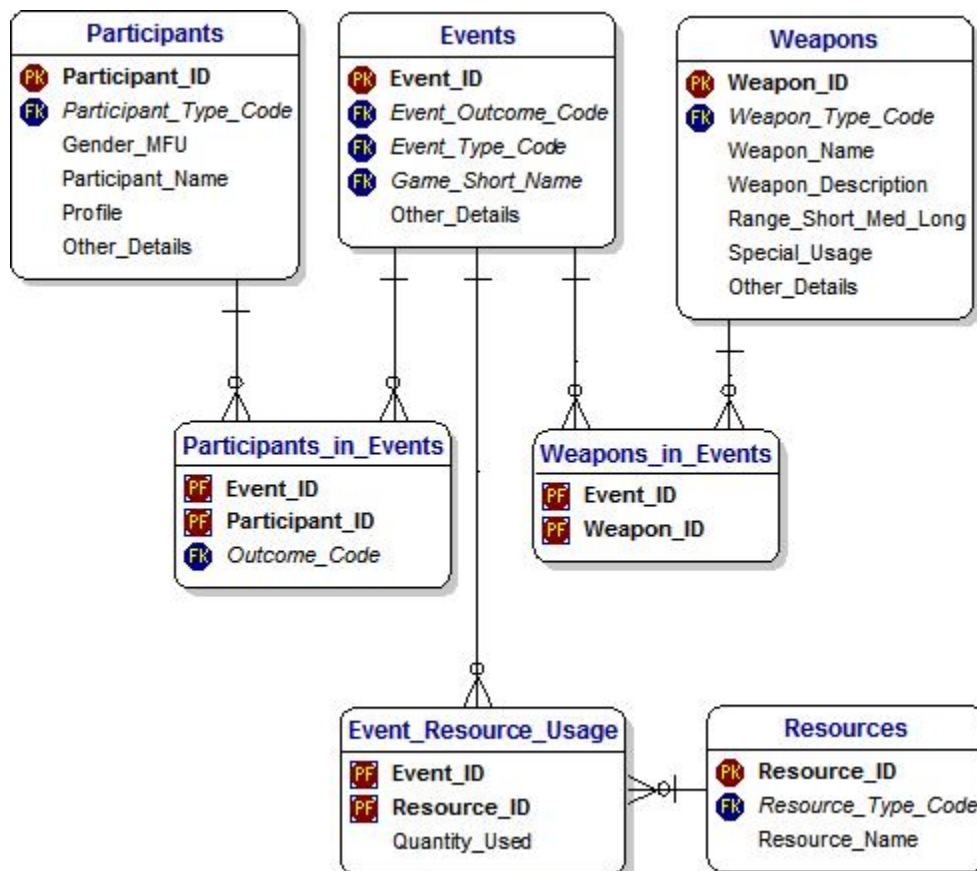 Participants
PK Participant_ID
FK Participant_Type_Code
Gender_MFU
Participant_Name
Profile
Other_Details
Events
PK Event_ID
FK Event_Outcome_Code
FK Event_Type_Code
FK Game_Short_Name
Other_Details
Weapons
PK Weapon_ID
FK Weapon_Type_Code
Weapon_Name
Weapon_Description
Range_Short_Med_Long
Special_Usage
Other_Details
Participants_in_Events
PF Event_ID
PF Participant_ID
FK Outcome_Code
Weapons_in_Events
PF Event_ID
PF Weapon_ID
Event_Resource_Usage
PF Event_ID
PF Resource_ID
Quantity_Used
Resources
PK Resource_ID
FK Resource_Type_Code
Resource_Name